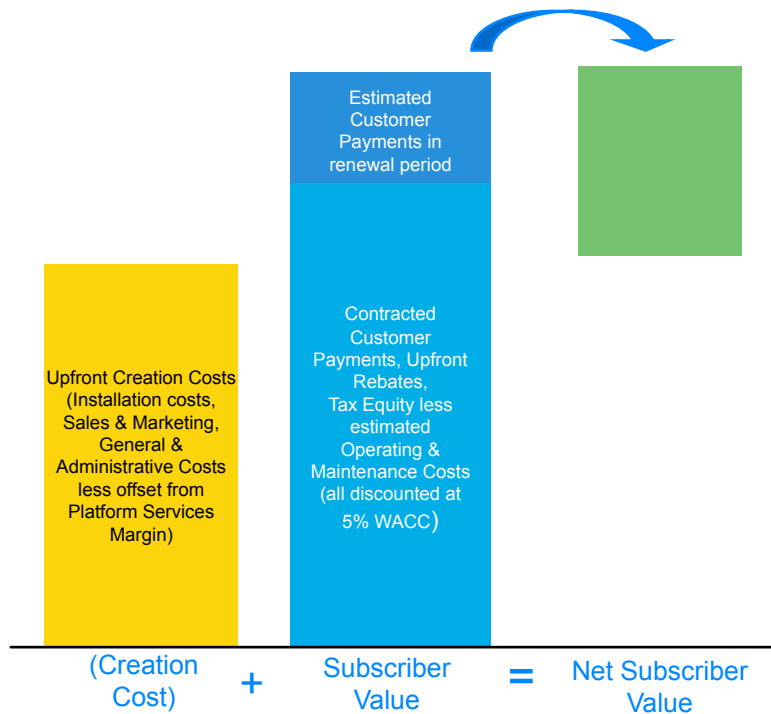 Estimated
Customer
Payments in
renewal period
Upfront Creation Costs
(Installation costs,
Sales & Marketing,
General &
Administrative Costs
less offset from
Platform Services
Margin)
Contracted
Customer
Payments, Upfront
Rebates,
Tax Equity less
estimated
Operating &
Maintenance Costs
(all discounted at
5% WACC)
(Creation
Cost)
+
Subscriber
Value
=
Net Subscriber
Value